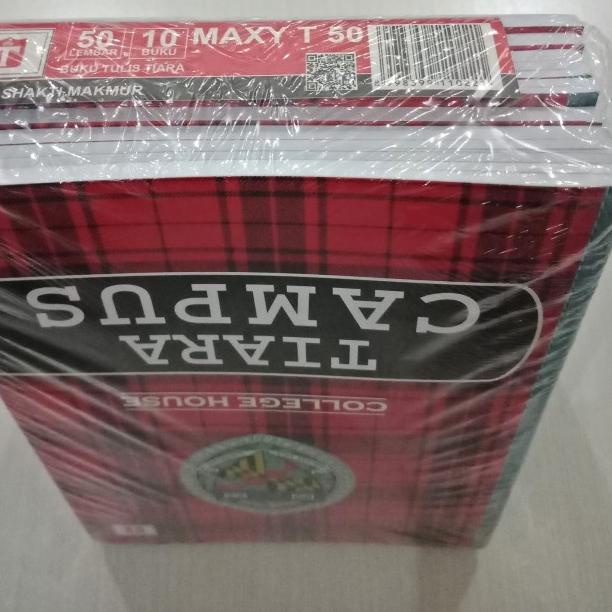 T
50 LEMBAR 10 BUKU MAXY T 50
BUKU TULIS TIARA
SHAKTI MAKMUR
TIARA
CAMPUS
COLLEGE HOUSE